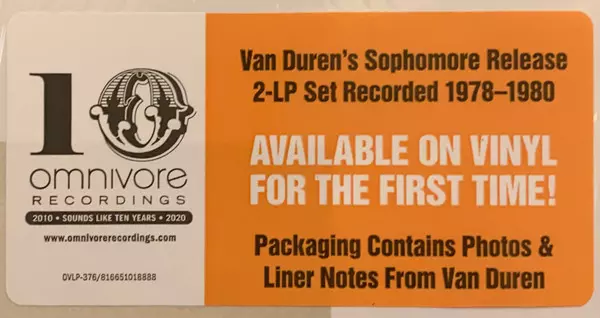 10
omnivore
RECORDINGS
2010 • SOUNDS LIKE TEN YEARS • 2020
www.omnivorerecordings.com
OVLP-376/816651018888
Van Duren's Sophomore Release
2-LP Set Recorded 1978–1980
AVAILABLE ON VINYL
FOR THE FIRST TIME!
Packaging Contains Photos &
Liner Notes From Van Duren